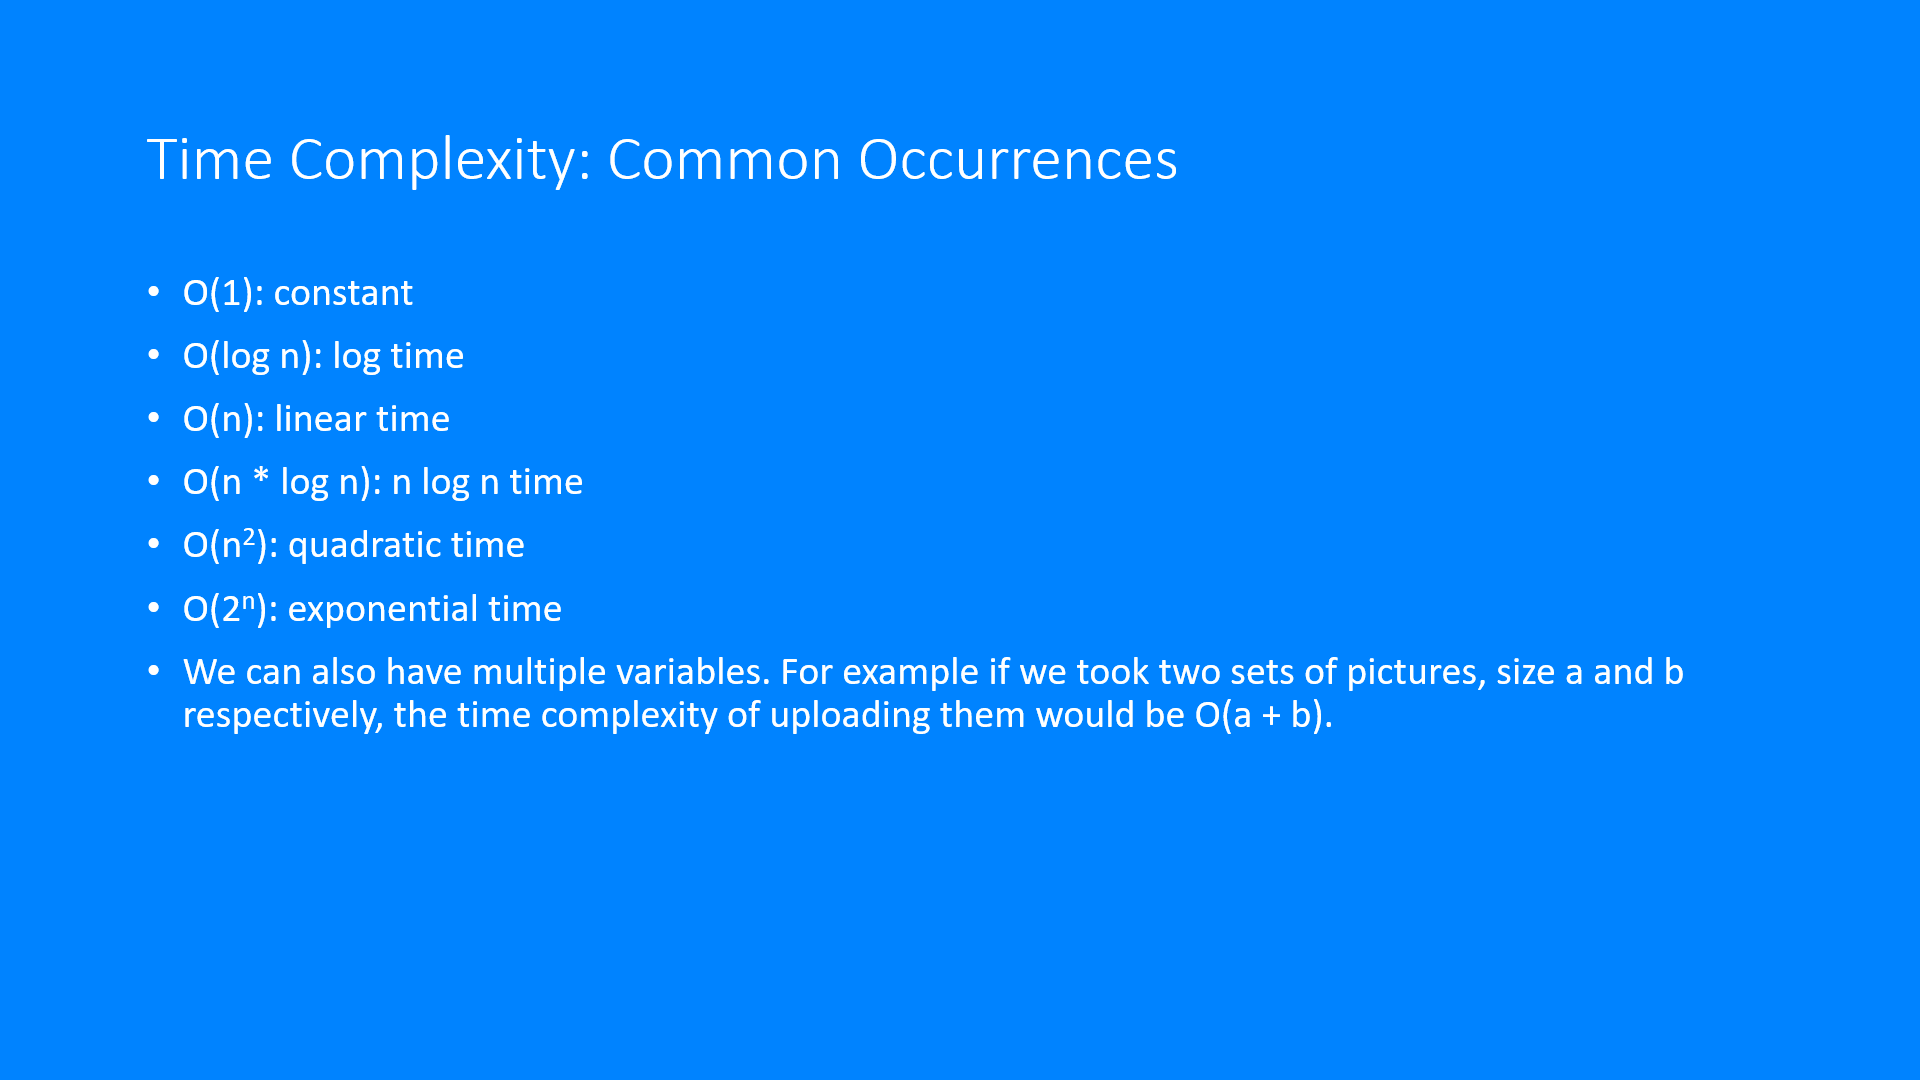 Time Complexity: Common Occurrences
• O(1): constant
• O(log n): log time
• O(n): linear time
• O(n * log n): n log n time
• O(n²): quadratic time
• O(2ⁿ): exponential time
• We can also have multiple variables. For example if we took two sets of pictures, size a and b
respectively, the time complexity of uploading them would be O(a + b).